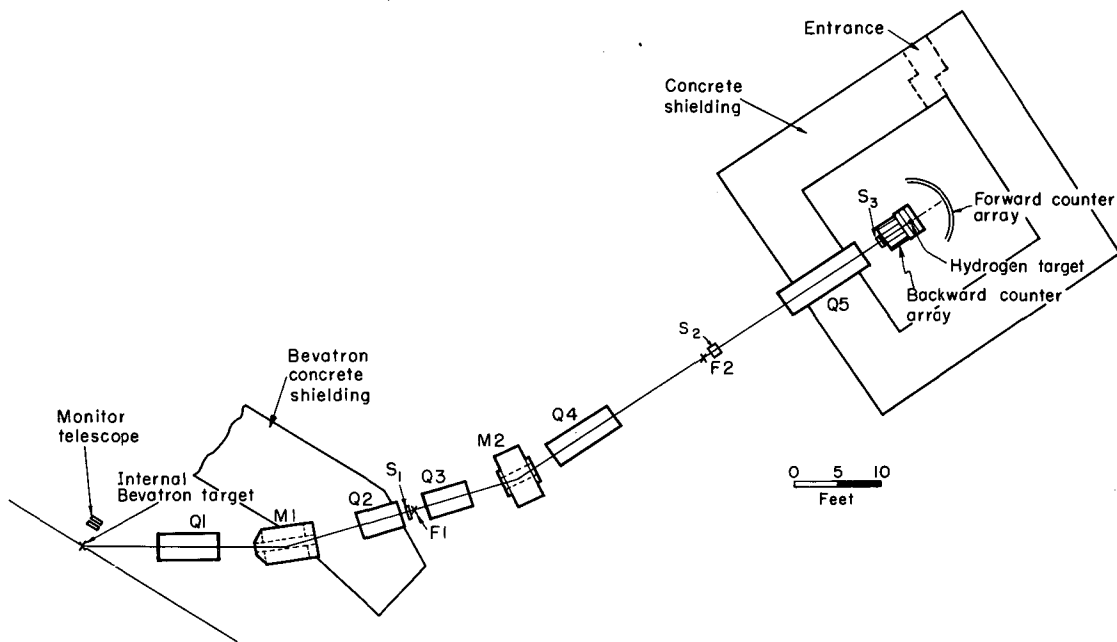 Entrance
Concrete
shielding
S3
Forward counter
array
Hydrogen target
Backward counter
array
Q5
S2
F2
Bevatron
concrete
shielding
Q4
Monitor
telescope
M2
Internal
Bevatron target
S1
Q3
Q2
F1
Q1
M1
0 5 10
Feet